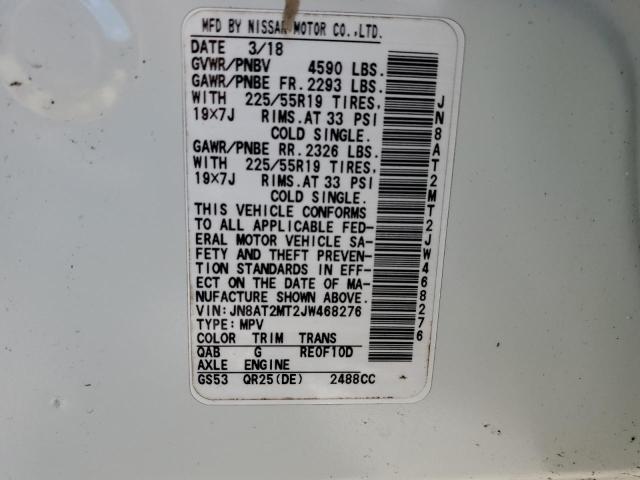 MFD BY NISSAN MOTOR CO.,LTD.
DATE 3/18
GVWR/PNBV 4590 LBS.
GAWR/PNBE FR.2293 LBS.
WITH 225/55R19 TIRES,
19×7J RIMS.AT 33 PSI
COLD SINGLE.
GAWR/PNBE RR.2326 LBS.
WITH 225/55R19 TIRES,
19×7J RIMS.AT 33 PSI
COLD SINGLE.
THIS VEHICLE CONFORMS
TO ALL APPLICABLE FED-
ERAL MOTOR VEHICLE SA-
FETY AND THEFT PREVEN-
TION STANDARDS IN EFF-
ECT ON THE DATE OF MA-
NUFACTURE SHOWN ABOVE.
VIN:JN8AT2MT2JW468276
TYPE:MPV
COLOR TRIM TRANS
QAB G RE0F10D
AXLE ENGINE
GS53 QR25(DE) 2488CC
JN8AT2MT2JW468276